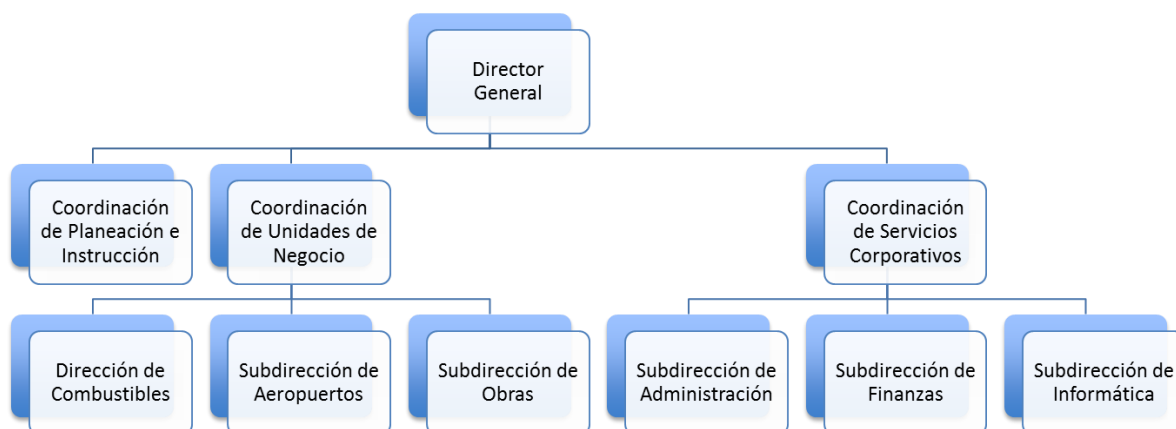 Director
General
Coordinación
de Planeación e
Instrucción
Coordinación
de Unidades de
Negocio
Coordinación
de Servicios
Corporativos
Dirección de
Combustibles
Subdirección de
Aeropuertos
Subdirección de
Obras
Subdirección de
Administración
Subdirección de
Finanzas
Subdirección de
Informática